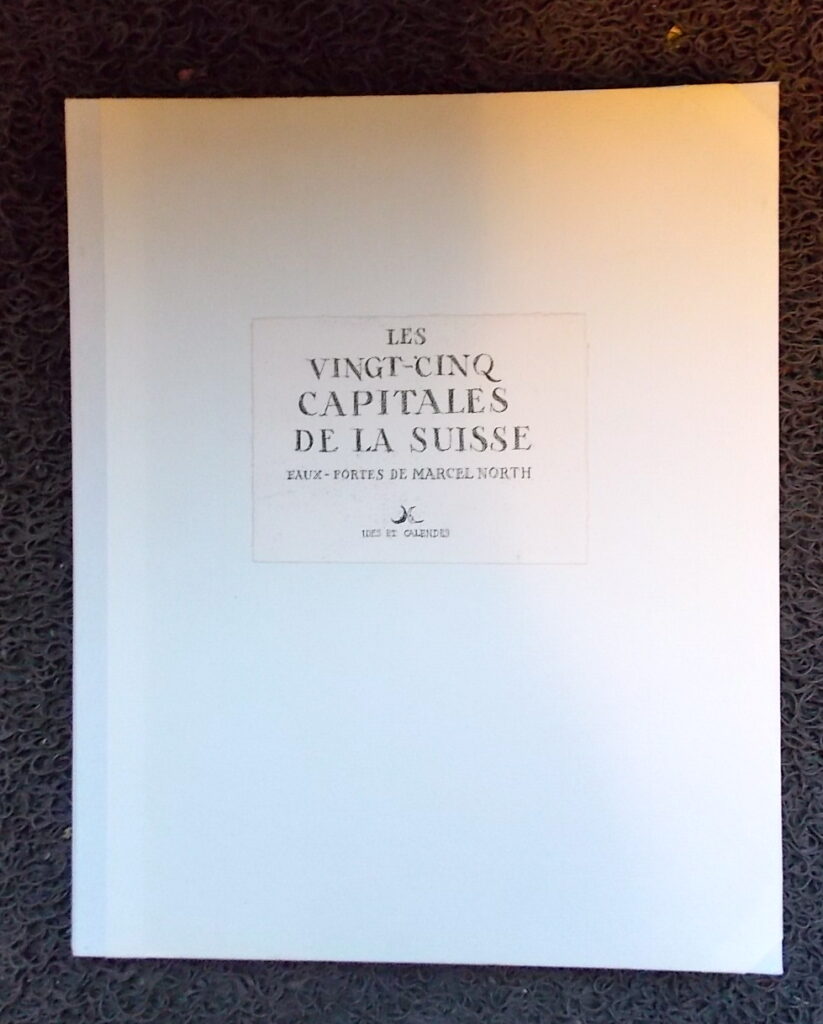 LES
VINGT-CINQ
CAPITALES
DE LA SUISSE
EAUX-FORTES DE MARCEL NORTH
IDES ET CALENDES